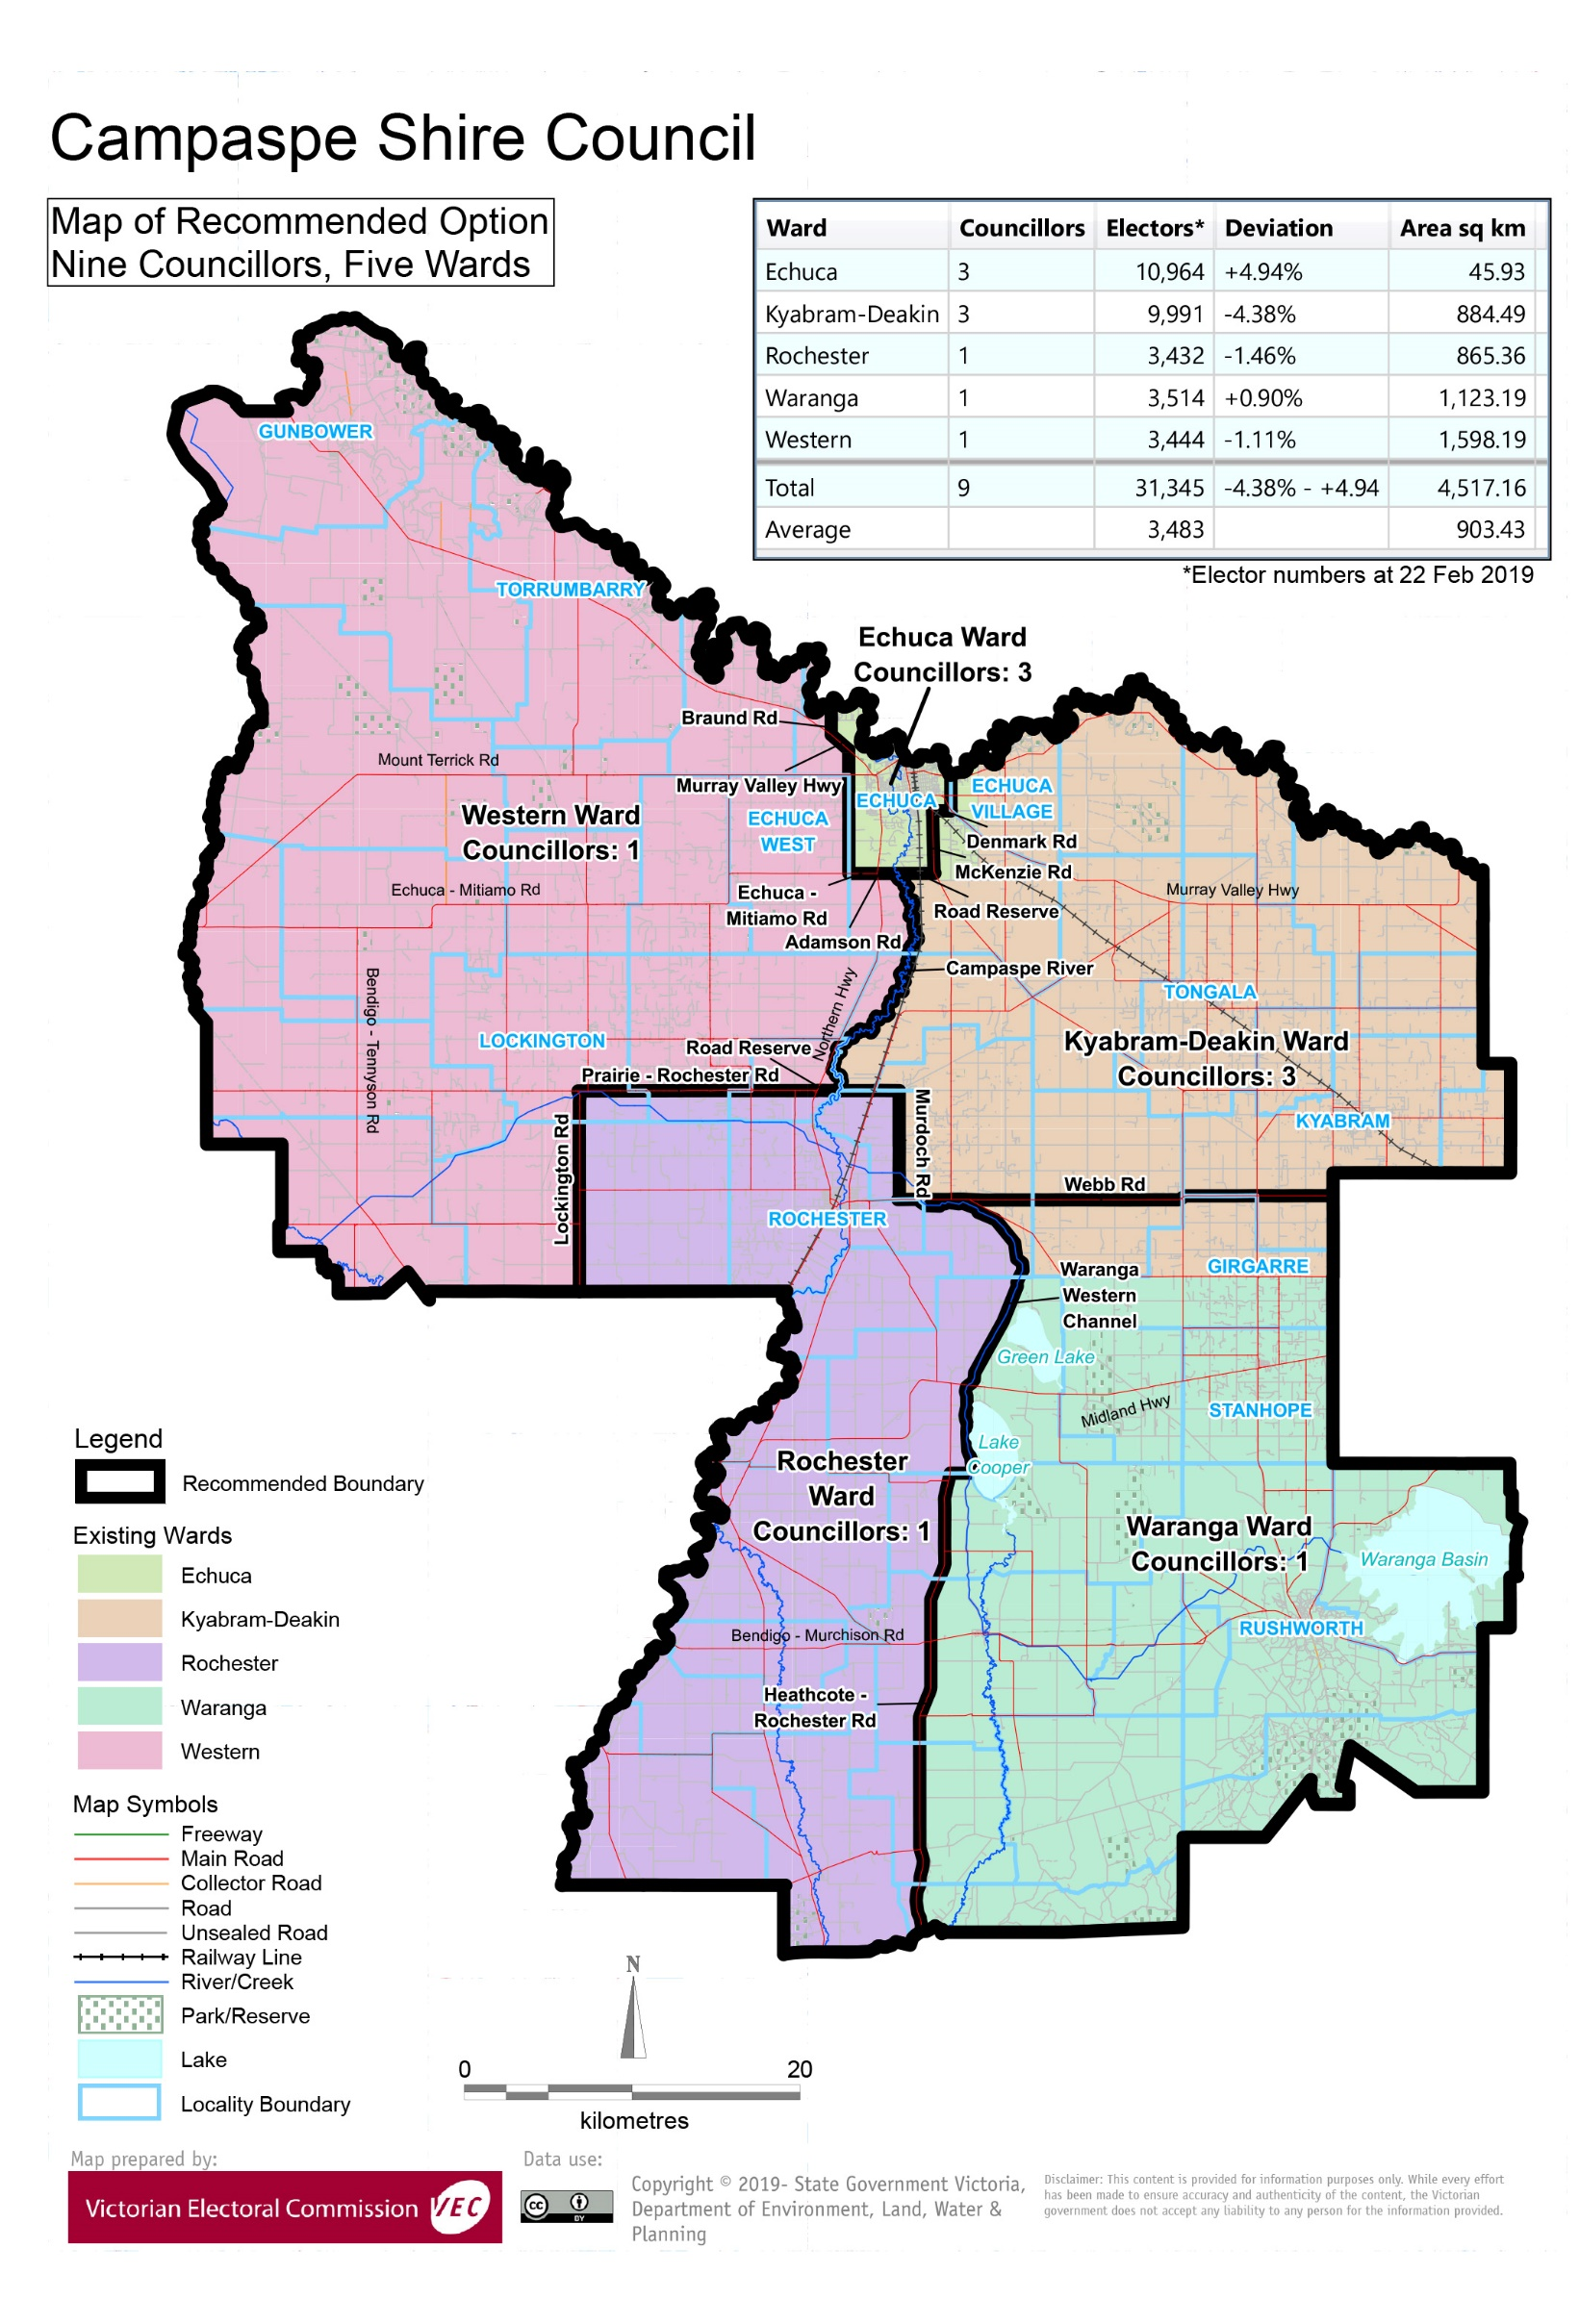 Campaspe Shire Council
Map of Recommended Option
Nine Councillors, Five Wards
Ward Councillors Electors* Deviation Area sq km
Echuca 3 10,964 +4.94% 45.93
Kyabram-Deakin 3 9,991 -4.38% 884.49
Rochester 1 3,432 -1.46% 865.36
Waranga 1 3,514 +0.90% 1,123.19
Western 1 3,444 -1.11% 1,598.19
Total 9 31,345 -4.38% - +4.94 4,517.16
Average 3,483 903.43
*Elector numbers at 22 Feb 2019
GUNBOWER
TORRUMBARRY
Echuca Ward
Councillors: 3
Braund Rd
Mount Terrick Rd
Murray Valley Hwy
ECHUCA
ECHUCA
VILLAGE
Western Ward
Councillors: 1
ECHUCA
WEST
Denmark Rd
McKenzie Rd
Echuca - Mitiamo Rd
Echuca -
Mitiamo Rd
Murray Valley Hwy
Road Reserve
Adamson Rd
Campaspe River
Bendigo - Tennyson Rd
Northern Hwy
TONGALA
LOCKINGTON
Road Reserve
Kyabram-Deakin Ward
Councillors: 3
Prairie - Rochester Rd
Murdoch Rd
KYABRAM
Lockington Rd
Webb Rd
ROCHESTER
GIRGARRE
Waranga
Western
Channel
Green Lake
Midland Hwy
STANHOPE
Lake
Cooper
Rochester
Ward
Councillors: 1
Waranga Ward
Councillors: 1
Waranga Basin
RUSHWORTH
Bendigo - Murchison Rd
Heathcote -
Rochester Rd
Legend
Recommended Boundary
Existing Wards
Echuca
Kyabram-Deakin
Rochester
Waranga
Western
Map Symbols
Freeway
Main Road
Collector Road
Road
Unsealed Road
Railway Line
River/Creek
Park/Reserve
Lake
Locality Boundary
N
0 20
kilometres
Map prepared by:
Victorian Electoral Commission VEC
Data use:
cc BY
Copyright © 2019- State Government Victoria,
Department of Environment, Land, Water &
Planning
Disclaimer: This content is provided for information purposes only. While every effort
has been made to ensure accuracy and authenticity of the content, the Victorian
government does not accept any liability to any person for the information provided.